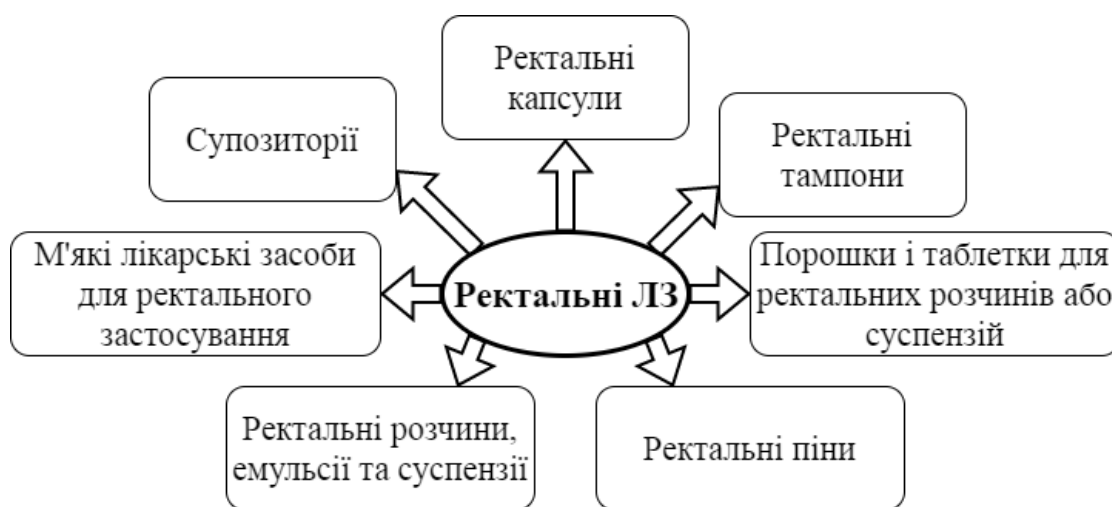 Ректальні
капсули
Супозиторії
Ректальні
тампони
М'які лікарські засоби
для ректального
застосування
Ректальні ЛЗ
Порошки і таблетки для
ректальних розчинів або
суспензій
Ректальні розчини,
емульсії та суспензії
Ректальні піни